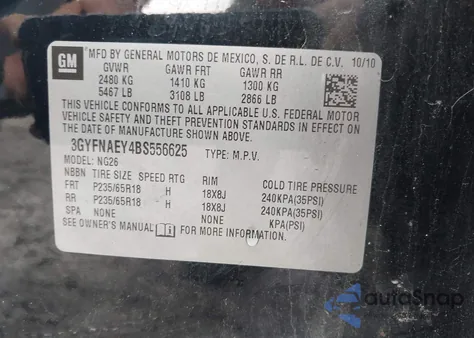 GM
MFD BY GENERAL MOTORS DE MEXICO, S. DE R.L. DE C.V. 10/10
GVWR GAWR FRT GAWR RR
2480 KG 1410 KG 1300 KG
5467 LB 3108 LB 2866 LB
THIS VEHICLE CONFORMS TO ALL APPLICABLE U.S. FEDERAL MOTOR
VEHICLE SAFETY AND THEFT PREVENTION STANDARDS IN EFFECT ON
THE DATE OF MANUFACTURE SHOWN ABOVE.
3GYFNAEY4BS556625 TYPE: M.P.V.
MODEL: NG26
NBBN TIRE SIZE SPEED RTG RIM COLD TIRE PRESSURE
FRT P235/65R18 H 18X8J 240KPA(35PSI)
RR P235/65R18 H 18X8J 240KPA(35PSI)
SPA NONE NONE KPA(PSI)
SEE OWNER'S MANUAL FOR MORE INFORMATION.
autoSnap